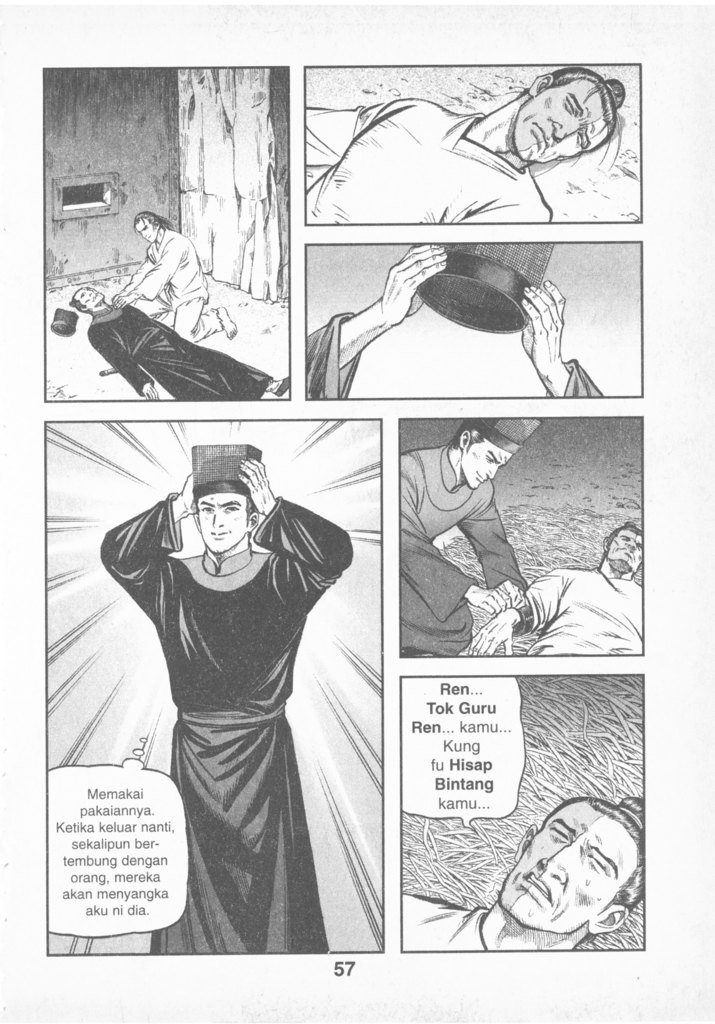 Memakai
pakaiannya.
Ketika keluar nanti,
sekalipun ber-
tembung dengan
orang, mereka
akan menyangka
aku ni dia.
Ren...
Tok Guru
Ren... kamu...
Kung
fu Hisap
Bintang
kamu...
57